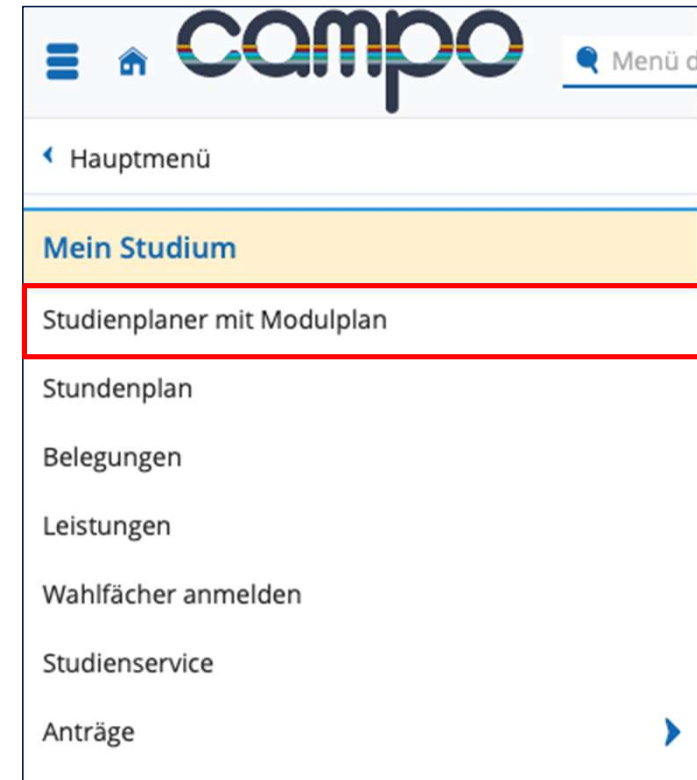 campo
Menü d
Hauptmenü
Mein Studium
Studienplaner mit Modulplan
Stundenplan
Belegungen
Leistungen
Wahlfächer anmelden
Studienservice
Anträge